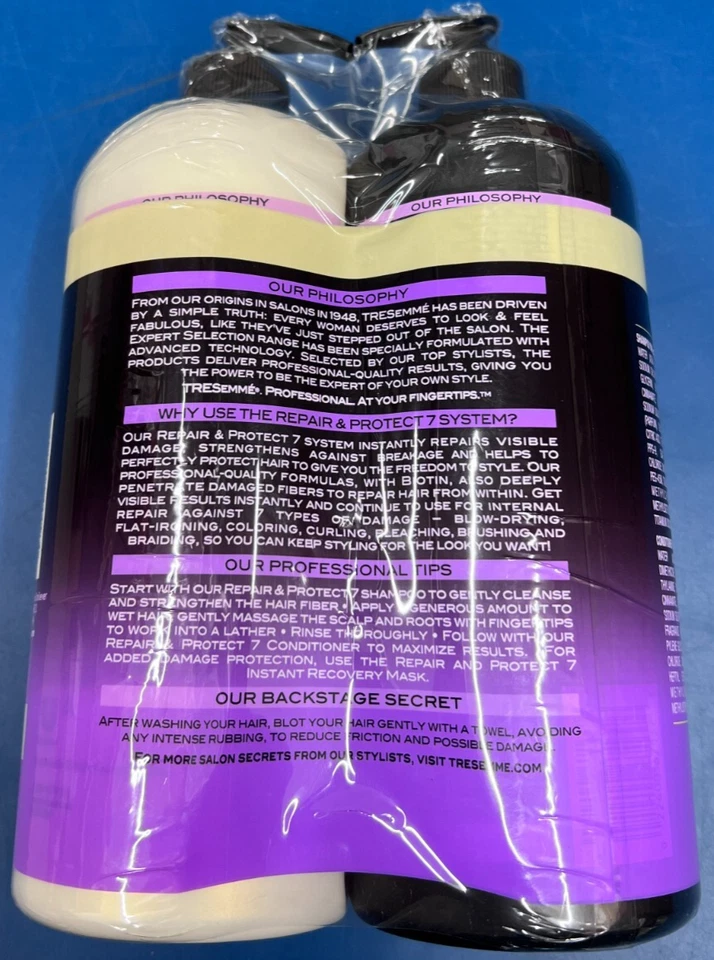 OUR PHILOSOPHY
OUR PHILOSOPHY
OUR PHILOSOPHY
FROM OUR ORIGINS IN SALONS IN 1948, TRESEMMÉ HAS BEEN DRIVEN
BY A SIMPLE TRUTH: EVERY WOMAN DESERVES TO LOOK & FEEL
FABULOUS, LIKE THEY'VE JUST STEPPED OUT OF THE SALON. THE
EXPERT SELECTION RANGE HAS BEEN SPECIALLY FORMULATED WITH
ADVANCED TECHNOLOGY. SELECTED BY OUR TOP STYLISTS, THE
PRODUCTS DELIVER PROFESSIONAL-QUALITY RESULTS, GIVING YOU
THE POWER TO BE THE EXPERT OF YOUR OWN STYLE.
TRESEMMÉ®. PROFESSIONAL. AT YOUR FINGERTIPS.™
WHY USE THE REPAIR & PROTECT 7 SYSTEM?
OUR REPAIR & PROTECT 7 SYSTEM INSTANTLY REPAIRS VISIBLE
DAMAGE, STRENGTHENS AGAINST BREAKAGE AND HELPS TO
PERFECTLY PROTECT HAIR TO GIVE YOU THE FREEDOM TO STYLE. OUR
PROFESSIONAL-QUALITY FORMULAS, WITH BIOTIN, ALSO DEEPLY
PENETRATE DAMAGED FIBERS TO REPAIR HAIR FROM WITHIN. GET
VISIBLE RESULTS INSTANTLY AND CONTINUE TO USE FOR INTERNAL
REPAIR AGAINST 7 TYPES OF DAMAGE – BLOW-DRYING,
FLAT-IRONING, COLORING, CURLING, BLEACHING, BRUSHING AND
BRAIDING, SO YOU CAN KEEP STYLING FOR THE LOOK YOU WANT!
OUR PROFESSIONAL TIPS
START WITH OUR REPAIR & PROTECT 7 SHAMPOO TO GENTLY CLEANSE
AND STRENGTHEN THE HAIR FIBER • APPLY A GENEROUS AMOUNT TO
WET HAIR, GENTLY MASSAGE THE SCALP AND ROOTS WITH FINGERTIPS
TO WORK INTO A LATHER • RINSE THOROUGHLY • FOLLOW WITH OUR
REPAIR & PROTECT 7 CONDITIONER TO MAXIMIZE RESULTS. FOR
ADDED DAMAGE PROTECTION, USE THE REPAIR AND PROTECT 7
INSTANT RECOVERY MASK.
OUR BACKSTAGE SECRET
AFTER WASHING YOUR HAIR, BLOT YOUR HAIR GENTLY WITH A TOWEL, AVOIDING
ANY INTENSE RUBBING, TO REDUCE FRICTION AND POSSIBLE DAMAGE.
FOR MORE SALON SECRETS FROM OUR STYLISTS, VISIT TRESEMME.COM